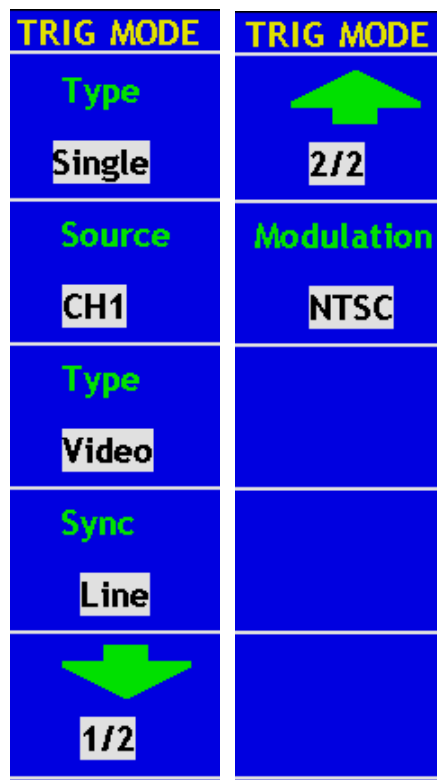 TRIG MODE
Type
Single
Source
CH1
Type
Video
Sync
Line
1/2
TRIG MODE
2/2
Modulation
NTSC